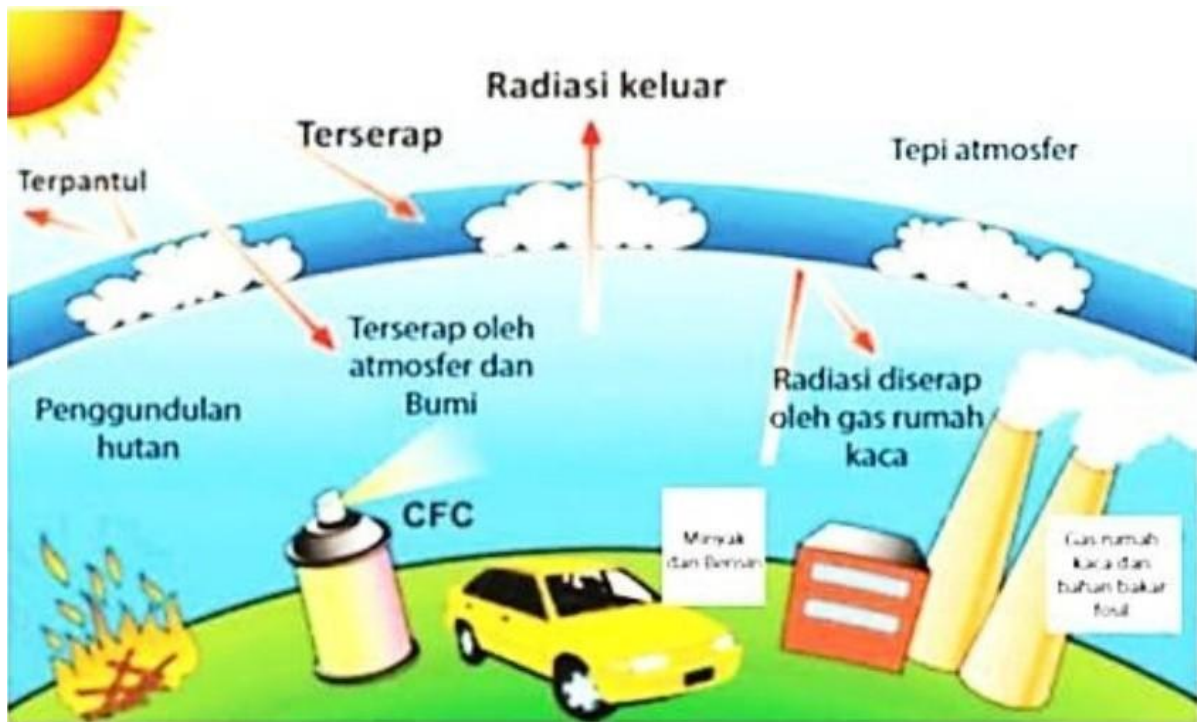 Radiasi keluar
Terserap
Tepi atmosfer
Terpantul
Terserap oleh
atmosfer dan
Bumi
Radiasi diserap
oleh gas rumah
kaca
Penggundulan
hutan
CFC
Minyak
dan Bensin
Gas rumah
kaca dan
bahan bakar
fosil